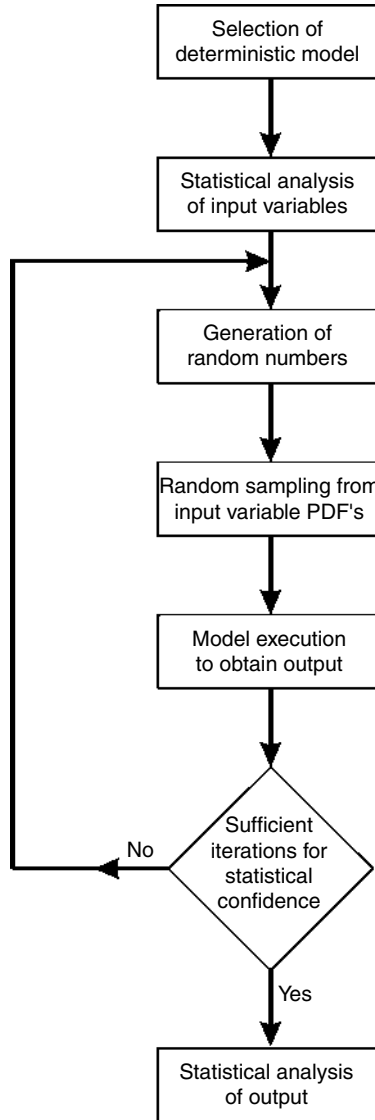 Selection of
deterministic model
Statistical analysis
of input variables
Generation of
random numbers
Random sampling from
input variable PDF's
Model execution
to obtain output
Sufficient
iterations for
statistical
confidence
No
Yes
Statistical analysis
of output